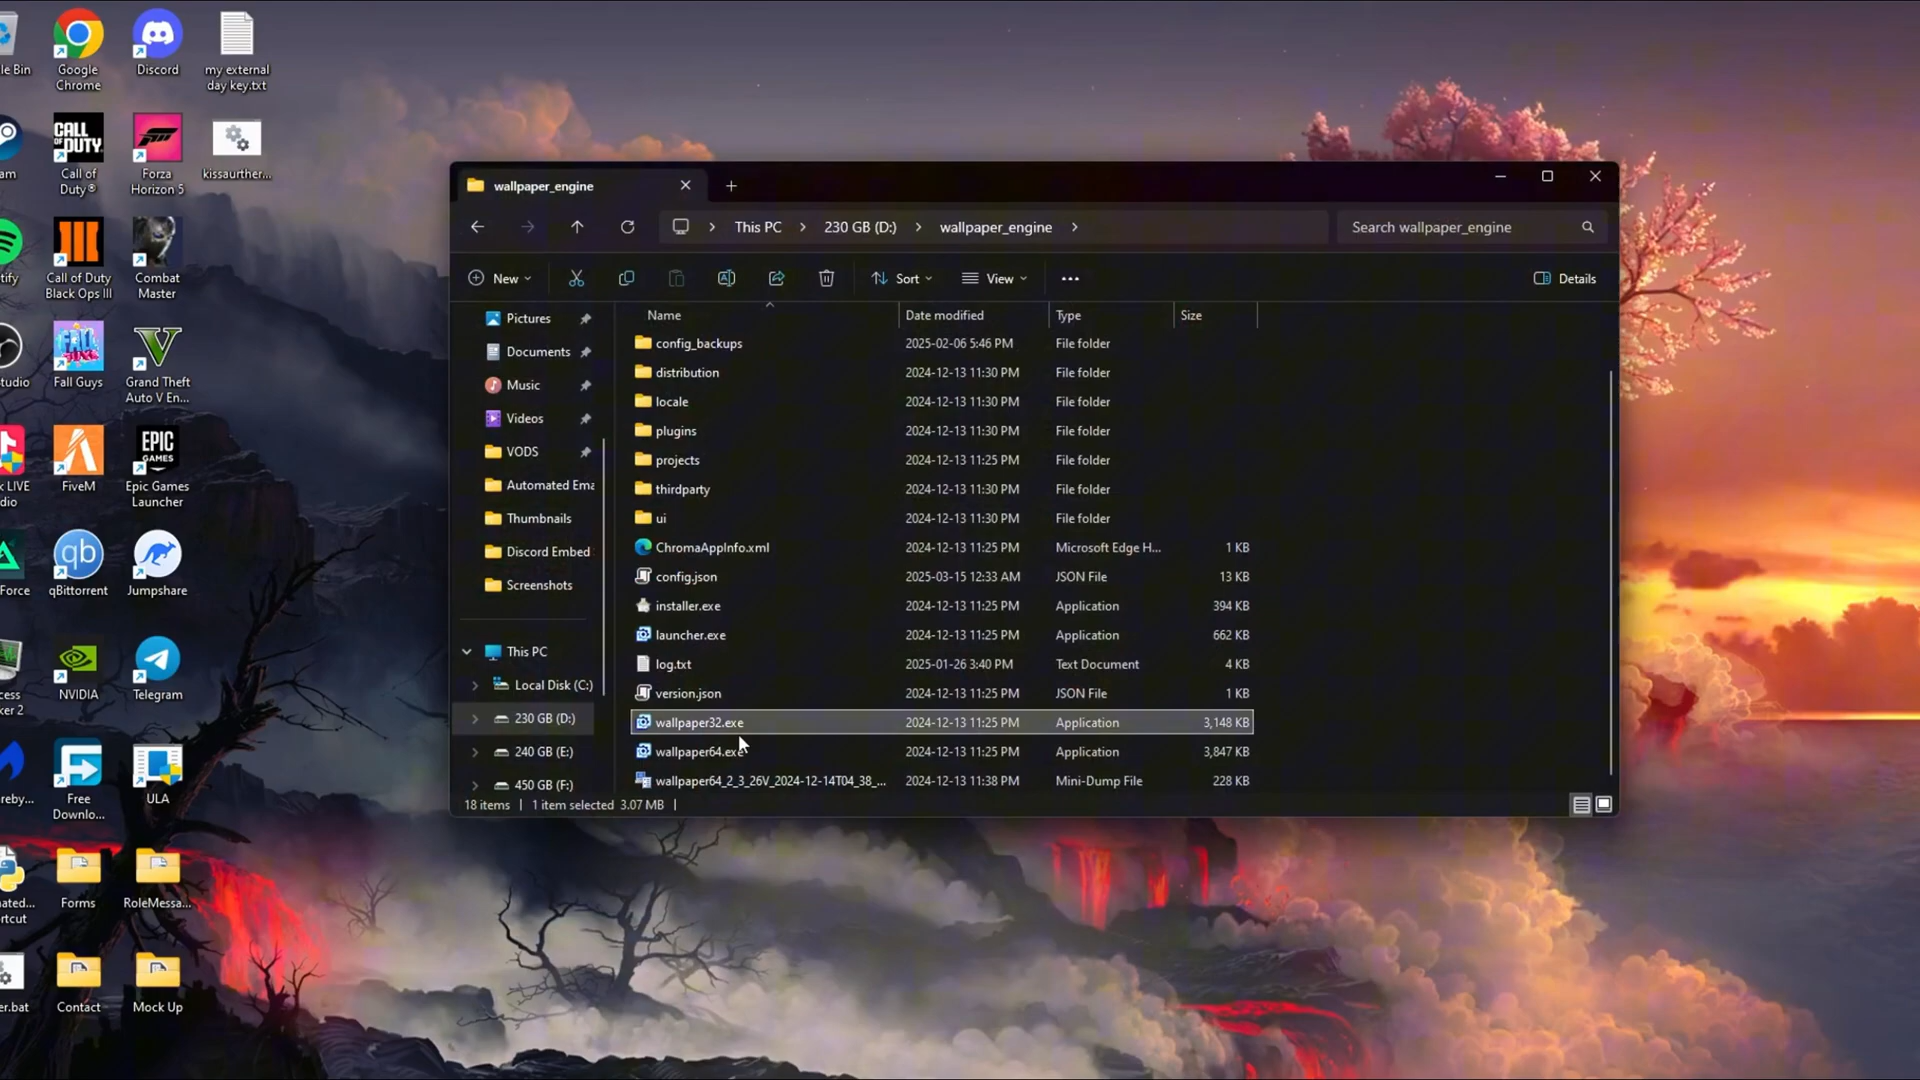 le Bin
Google
Chrome
Discord
my external
day key.txt
am
CALL OF DUTY
Call of
Duty®
Forza
Horizon 5
kissaurther...
tify
Call of Duty
Black Ops III
Combat
Master
tudio
FALL GUYS
Fall Guys
Grand Theft
Auto V En...
k LIVE
dio
FiveM
EPIC GAMES
Epic Games
Launcher
Force
qb
qBittorrent
Jumpshare
cess
ker 2
NVIDIA
Telegram
reby...
Free
Downlo...
ULA
ated...
rtcut
Forms
RoleMessa...
er.bat
Contact
Mock Up
wallpaper_engine
This PC
230 GB (D:)
wallpaper_engine
Search wallpaper_engine
New
Sort
View
Details
Pictures
Documents
Music
Videos
VODS
Automated Ema
Thumbnails
Discord Embed
Screenshots
This PC
Local Disk (C:)
230 GB (D:)
240 GB (E:)
450 GB (F:)
Name Date modified Type Size
config_backups 2025-02-06 5:46 PM File folder
distribution 2024-12-13 11:30 PM File folder
locale 2024-12-13 11:30 PM File folder
plugins 2024-12-13 11:30 PM File folder
projects 2024-12-13 11:25 PM File folder
thirdparty 2024-12-13 11:30 PM File folder
ui 2024-12-13 11:30 PM File folder
ChromaAppInfo.xml 2024-12-13 11:25 PM Microsoft Edge H... 1 KB
config.json 2025-03-15 12:33 AM JSON File 13 KB
installer.exe 2024-12-13 11:25 PM Application 394 KB
launcher.exe 2024-12-13 11:25 PM Application 662 KB
log.txt 2025-01-26 3:40 PM Text Document 4 KB
version.json 2024-12-13 11:25 PM JSON File 1 KB
wallpaper32.exe 2024-12-13 11:25 PM Application 3,148 KB
wallpaper64.exe 2024-12-13 11:25 PM Application 3,847 KB
wallpaper64_2_3_26V_2024-12-14T04_38_... 2024-12-13 11:38 PM Mini-Dump File 228 KB
18 items 1 item selected 3.07 MB